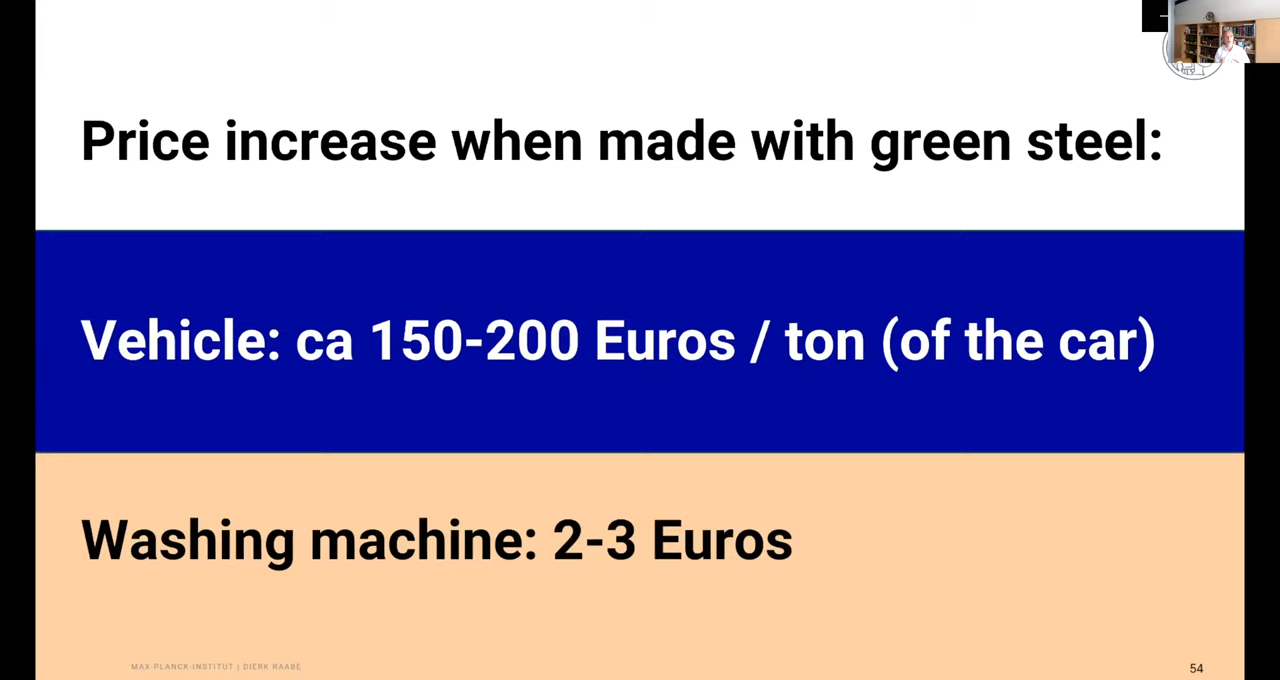 Price increase when made with green steel:
Vehicle: ca 150-200 Euros / ton (of the car)
Washing machine: 2-3 Euros
MAX-PLANCK-INSTITUT | DIERK RAABE
54